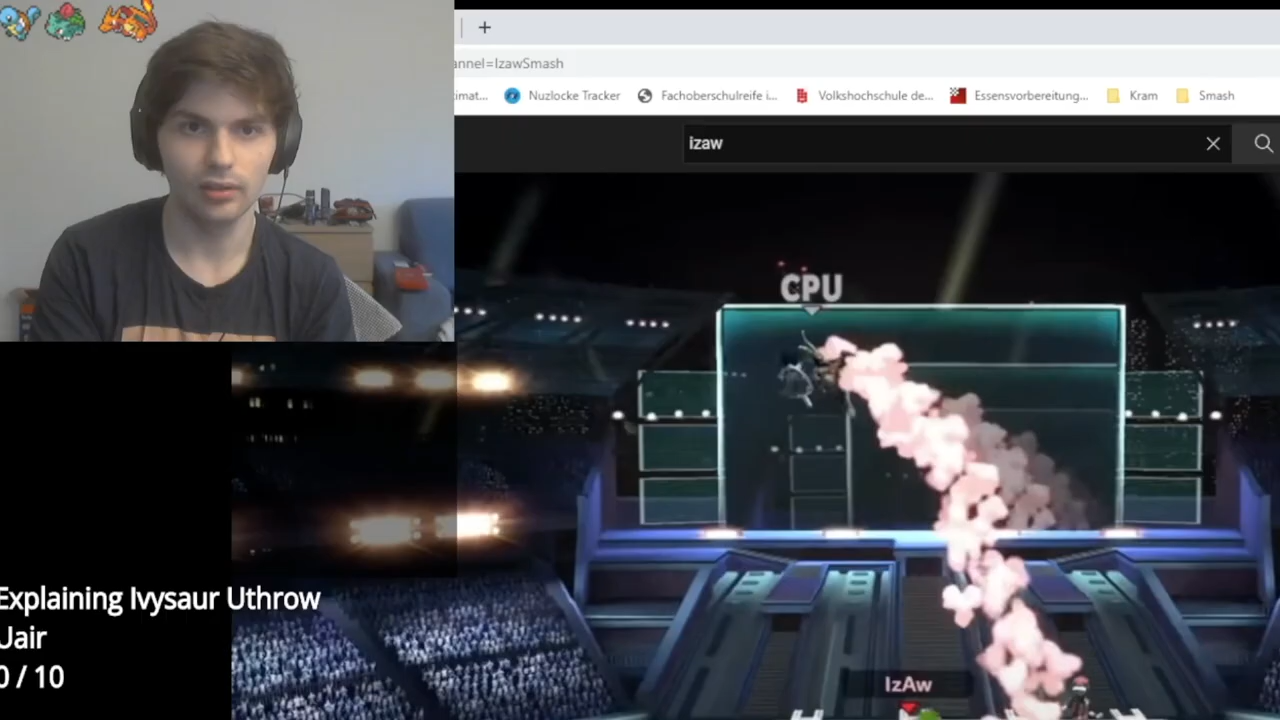 annel=IzawSmash
imat...
Nuzlocke Tracker
Fachoberschulreife i...
Volkshochschule de...
Essensvorbereitung...
Kram
Smash
izaw
CPU
Explaining Ivysaur Uthrow
Uair
0 / 10
IzAw